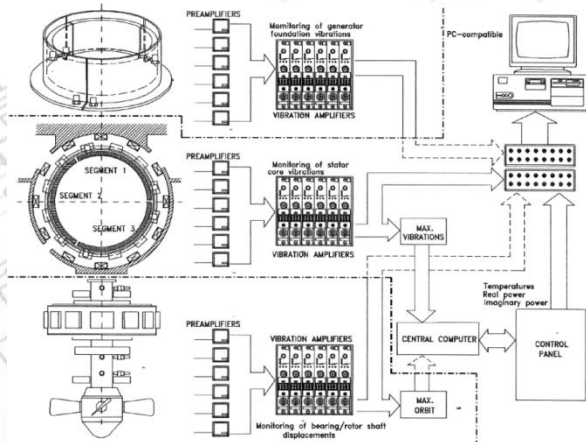 PREAMPLIFIERS
Momitoring of generator
foundation vibrations
VIBRATION AMPLIFIERS
PC-compatible
SEGMENT 1
SEGMENT 2
SEGMENT 3
PREAMPLIFIERS
Monitoring of stator
core vibrations
VIBRATION AMPLIFIERS
MAX.
VIBRATIONS
Temperatures
Real power
Imaginary power
CENTRAL COMPUTER
CONTROL
PANEL
PREAMPLIFIERS
VIBRATION AMPLIFIERS
MAX.
ORBIT
Monitoring of bearing/rotor shaft
displacements